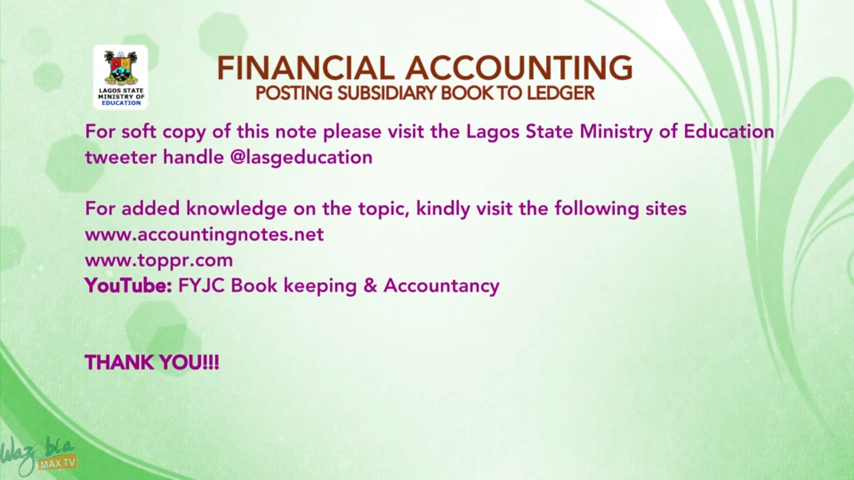 LAGOS STATE
MINISTRY OF
EDUCATION
FINANCIAL ACCOUNTING
POSTING SUBSIDIARY BOOK TO LEDGER
For soft copy of this note please visit the Lagos State Ministry of Education
tweeter handle @lasgeducation
For added knowledge on the topic, kindly visit the following sites
www.accountingnotes.net
www.toppr.com
YouTube: FYJC Book keeping & Accountancy
THANK YOU!!!
Wazobia
MAX TV